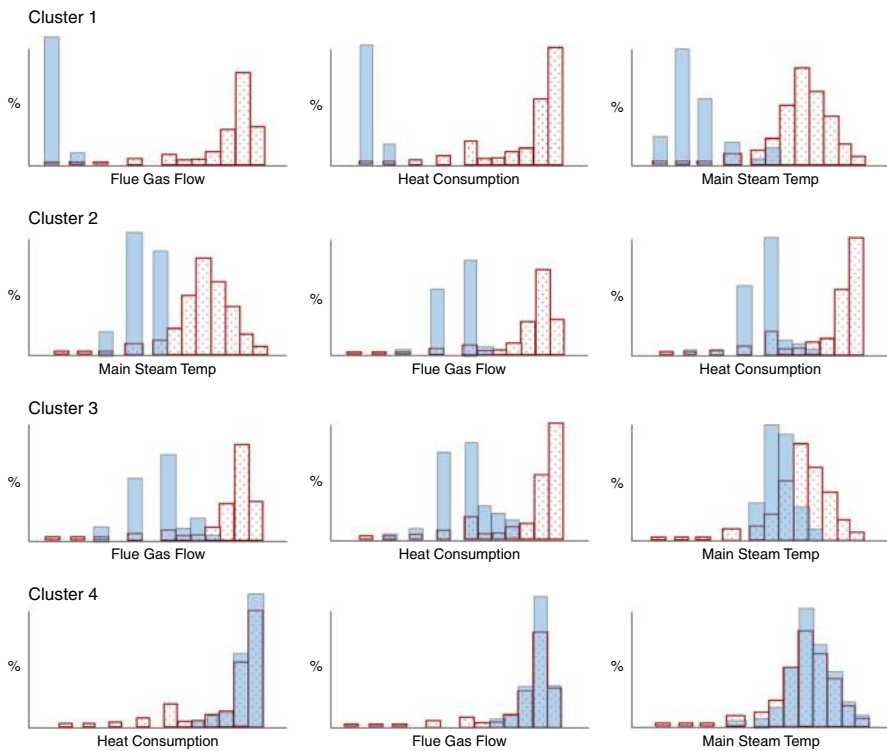 Cluster 1
%
%
%
Flue Gas Flow
Heat Consumption
Main Steam Temp
Cluster 2
%
%
%
Main Steam Temp
Flue Gas Flow
Heat Consumption
Cluster 3
%
%
%
Flue Gas Flow
Heat Consumption
Main Steam Temp
Cluster 4
%
%
%
Heat Consumption
Flue Gas Flow
Main Steam Temp